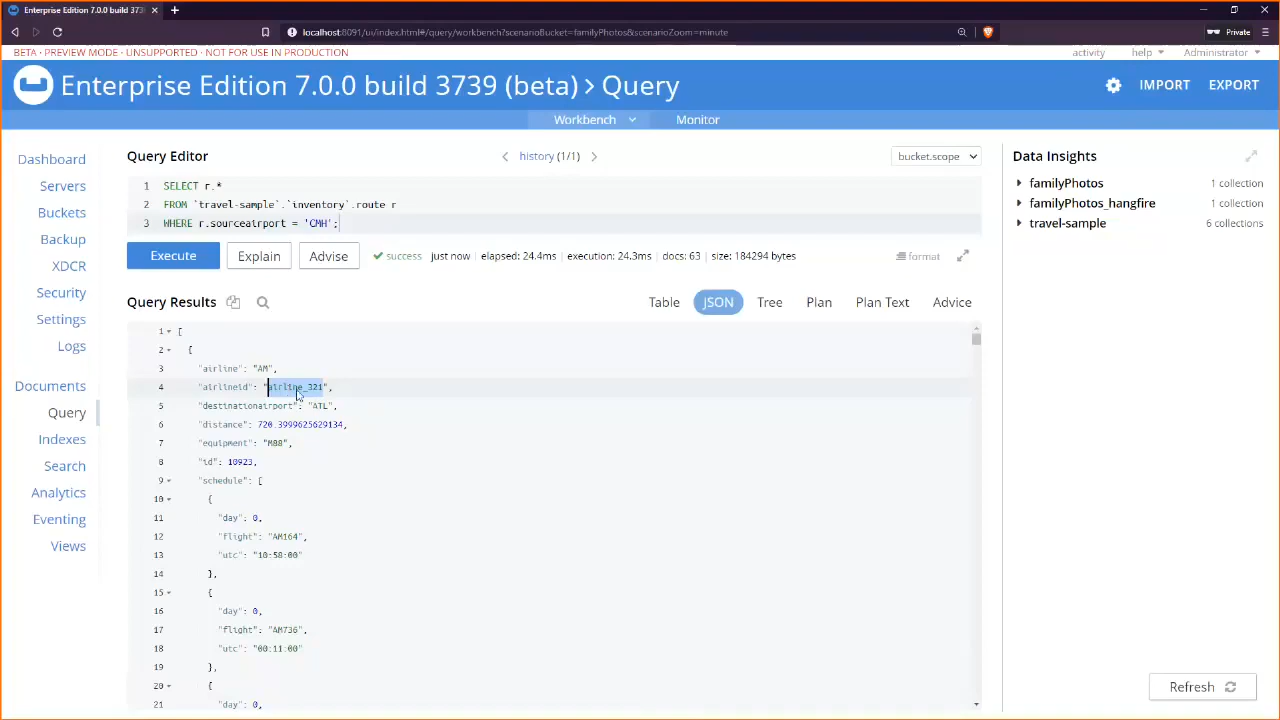 Enterprise Edition 7.0.0 build 373
localhost:8091/ui/index.html#/query/workbench?scenarioBucket=familyPhotos&scenarioZoom=minute
Private
BETA • PREVIEW MODE • UNSUPPORTED • NOT FOR USE IN PRODUCTION
activity help Administrator
Enterprise Edition 7.0.0 build 3739 (beta) › Query
IMPORT EXPORT
Workbench Monitor
Dashboard
Servers
Buckets
Backup
XDCR
Security
Settings
Logs
Documents
Query
Indexes
Search
Analytics
Eventing
Views
Query Editor
history (1/1)
bucket.scope
1 SELECT r.*
2 FROM `travel-sample`.`inventory`.route r
3 WHERE r.sourceairport = 'CMH';
Execute Explain Advise
success just now | elapsed: 24.4ms | execution: 24.3ms | docs: 63 | size: 184294 bytes
format
Query Results
Table JSON Tree Plan Plan Text Advice
1 [
2 {
3 "airline": "AM",
4 "airlineid": "airline_321",
5 "destinationairport": "ATL",
6 "distance": 720.3999625629134,
7 "equipment": "M88",
8 "id": 10923,
9 "schedule": [
10 {
11 "day": 0,
12 "flight": "AM164",
13 "utc": "10:58:00"
14 },
15 {
16 "day": 0,
17 "flight": "AM736",
18 "utc": "00:11:00"
19 },
20 {
21 "day": 0,
Data Insights
familyPhotos 1 collection
familyPhotos_hangfire 1 collection
travel-sample 6 collections
Refresh